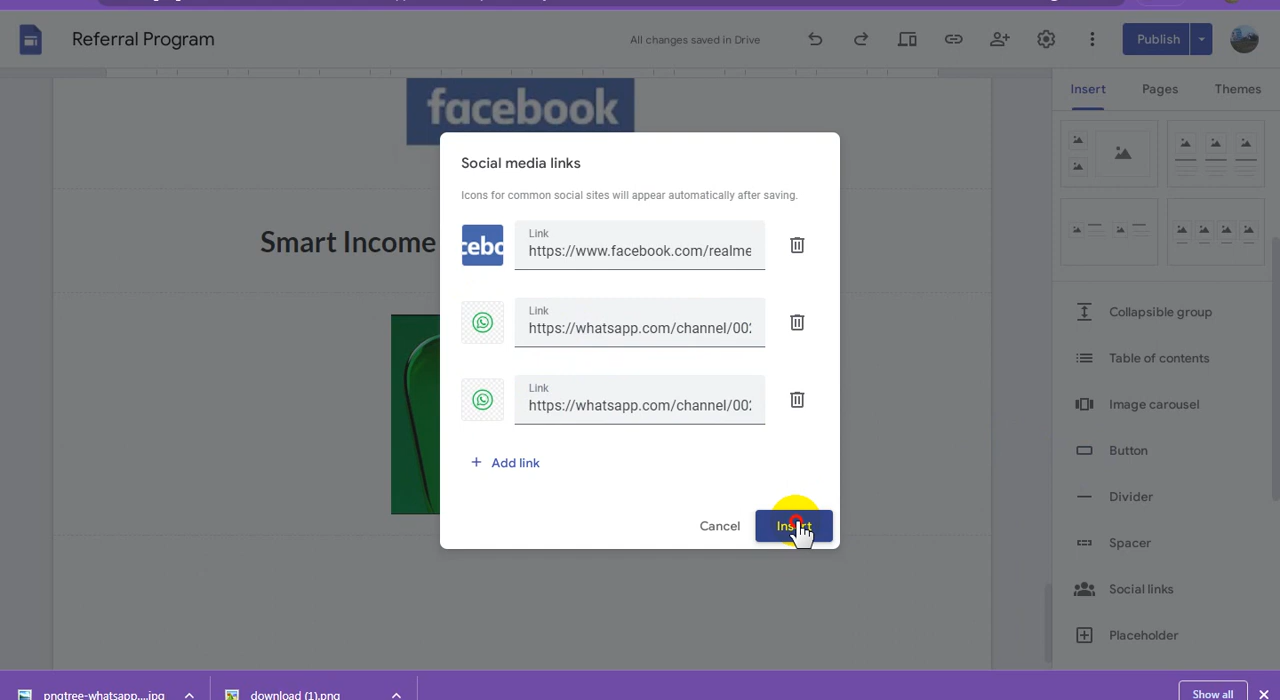 Referral Program
All changes saved in Drive
Publish
Insert
Pages
Themes
facebook
Social media links
Icons for common social sites will appear automatically after saving.
cebo
Link
https://www.facebook.com/realme
Smart Income
Link
https://whatsapp.com/channel/002
Link
https://whatsapp.com/channel/002
+ Add link
Cancel
Insert
Collapsible group
Table of contents
Image carousel
Button
Divider
Spacer
Social links
Placeholder
pngtree-whatsapp....jpg
download (1).png
Show all